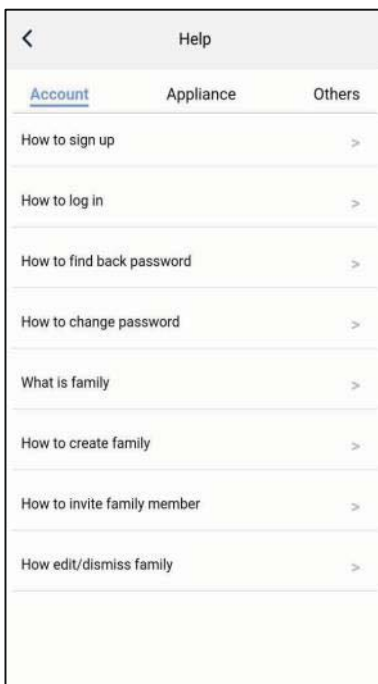 Help
Account Appliance Others
How to sign up
How to log in
How to find back password
How to change password
What is family
How to create family
How to invite family member
How edit/dismiss family